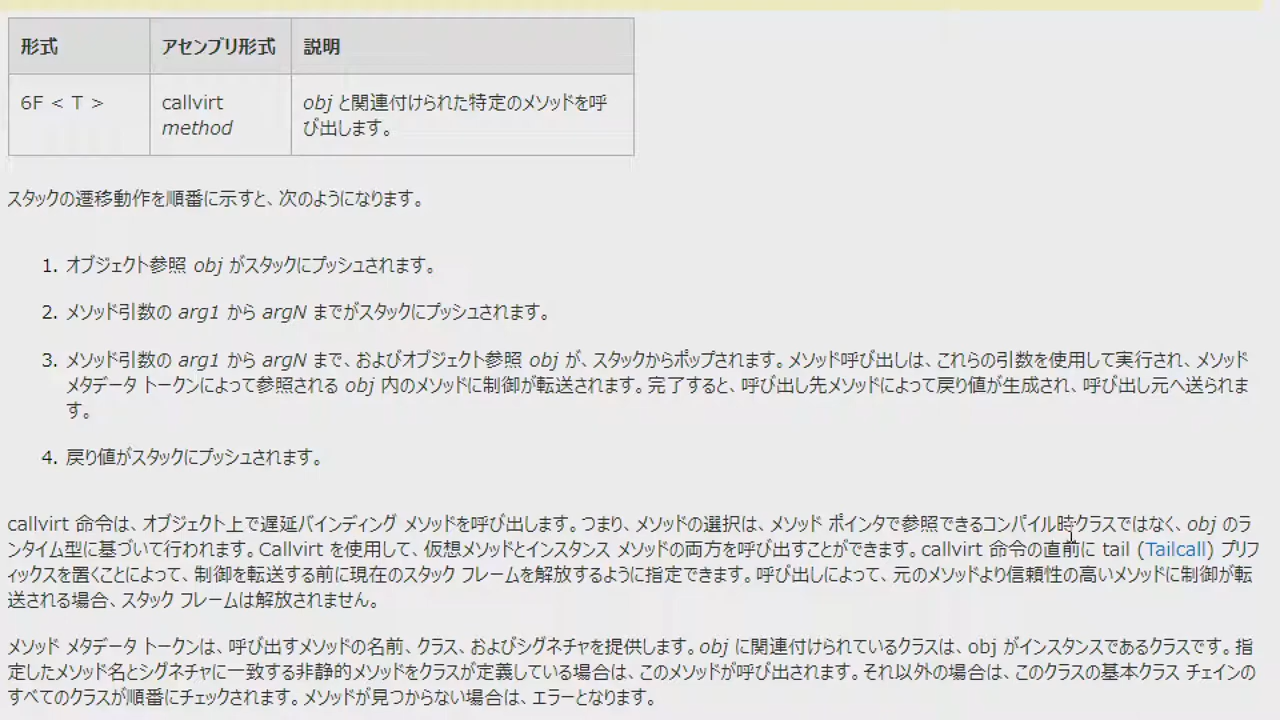 形式 アセンブリ形式 説明
6F < T > callvirt obj と関連付けられた特定のメソッドを呼
method び出します。
スタックの遷移動作を順番に示すと、次のようになります。
1. オブジェクト参照 obj がスタックにプッシュされます。
2. メソッド引数の arg1 から argN までがスタックにプッシュされます。
3. メソッド引数の arg1 から argN まで、およびオブジェクト参照 obj が、スタックからポップされます。メソッド呼び出しは、これらの引数を使用して実行され、メソッド
メタデータ トークンによって参照される obj 内のメソッドに制御が転送されます。完了すると、呼び出し先メソッドによって戻り値が生成され、呼び出し元へ送られま
す。
4. 戻り値がスタックにプッシュされます。
callvirt 命令は、オブジェクト上で遅延バインディング メソッドを呼び出します。つまり、メソッドの選択は、メソッド ポインタで参照できるコンパイル時クラスではなく、obj のラ
ンタイム型に基づいて行われます。Callvirt を使用して、仮想メソッドとインスタンス メソッドの両方を呼び出すことができます。callvirt 命令の直前に tail (Tailcall) プリフ
ィックスを置くことによって、制御を転送する前に現在のスタック フレームを解放するように指定できます。呼び出しによって、元のメソッドより信頼性の高いメソッドに制御が転
送される場合、スタック フレームは解放されません。
メソッド メタデータ トークンは、呼び出すメソッドの名前、クラス、およびシグネチャを提供します。obj に関連付けられているクラスは、obj がインスタンスであるクラスです。指
定したメソッド名とシグネチャに一致する非静的メソッドをクラスが定義している場合は、このメソッドが呼び出されます。それ以外の場合は、このクラスの基本クラス チェインの
すべてのクラスが順番にチェックされます。メソッドが見つからない場合は、エラーとなります。